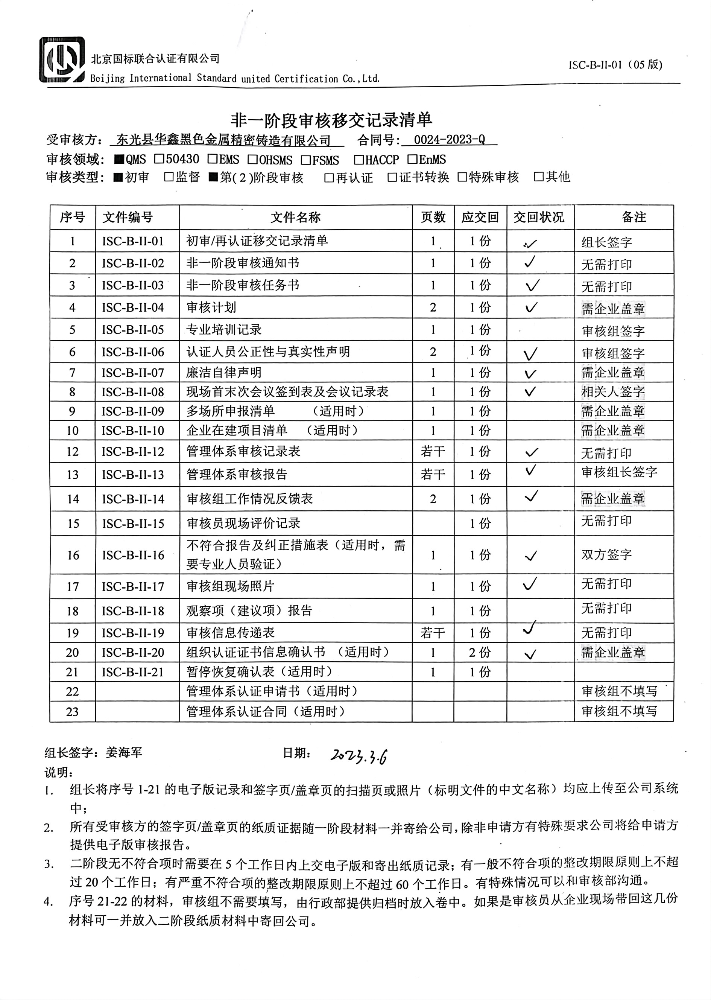 北京国标联合认证有限公司
ISC-B-II-01（05版)
Beijing International Standard united Certification Co.,Ltd.
非一阶段审核移交记录清单
受审核方： 东光县华鑫黑色金属精密铸造有限公司 合同号： 0024-2023-Q
审核领域： ■QMS □50430 □EMS □OHSMS □FSMS □HACCP □EnMS
审核类型： ■初审 □监督 ■第(2)阶段审核 □再认证 □证书转换 □特殊审核 □其他
序号 文件编号 文件名称 页数 应交回 交回状况 备注
1 ISC-B-II-01 初审/再认证移交记录清单 1 1份 ✓ 组长签字
2 ISC-B-II-02 非一阶段审核通知书 1 1份 ✓ 无需打印
3 ISC-B-II-03 非一阶段审核任务书 1 1份 ✓ 无需打印
4 ISC-B-II-04 审核计划 2 1份 ✓ 需企业盖章
5 ISC-B-II-05 专业培训记录 1 1份 审核组签字
6 ISC-B-II-06 认证人员公正性与真实性声明 2 1份 ✓ 审核组签字
7 ISC-B-II-07 廉洁自律声明 1 1份 ✓ 需企业盖章
8 ISC-B-II-08 现场首末次会议签到表及会议记录表 1 1份 ✓ 相关人签字
9 ISC-B-II-09 多场所申报清单 （适用时） 1 1份 需企业盖章
10 ISC-B-II-10 企业在建项目清单 （适用时） 1 1份 需企业盖章
12 ISC-B-II-12 管理体系审核记录表 若干 1份 ✓ 无需打印
13 ISC-B-II-13 管理体系审核报告 若干 1份 ✓ 审核组长签字
14 ISC-B-II-14 审核组工作情况反馈表 2 1份 ✓ 需企业盖章
15 ISC-B-II-15 审核员现场评价记录 1份 无需打印
16 ISC-B-II-16 不符合报告及纠正措施表（适用时，需
要专业人员验证） 1 1份 ✓ 双方签字
17 ISC-B-II-17 审核组现场照片 1 1份 ✓ 无需打印
18 ISC-B-II-18 观察项（建议项）报告 1 1份 无需打印
19 ISC-B-II-19 审核信息传递表 若干 1份 ✓ 无需打印
20 ISC-B-II-20 组织认证证书信息确认书 （适用时） 1 2份 ✓ 需企业盖章
21 ISC-B-II-21 暂停恢复确认表（适用时） 1 1份
22 管理体系认证申请书（适用时） 审核组不填写
23 管理体系认证合同（适用时） 审核组不填写
组长签字：姜海军 日期： 2023.3.6
说明：
1. 组长将序号1-21的电子版记录和签字页/盖章页的扫描页或照片（标明文件的中文名称）均应上传至公司系统
中；
2. 所有受审核方的签字页/盖章页的纸质证据随一阶段材料一并寄给公司，除非申请方有特殊要求公司将给申请方
提供电子版审核报告。
3. 二阶段无不符合项时需要在5个工作日内上交电子版和寄出纸质记录；有一般不符合项的整改期限原则上不超
过20个工作日；有严重不符合项的整改期限原则上不超过60个工作日。有特殊情况可以和审核部沟通。
4. 序号21-22的材料，审核组不需要填写，由行政部提供归档时放入卷中。如果是审核员从企业现场带回这几份
材料可一并放入二阶段纸质材料中寄回公司。